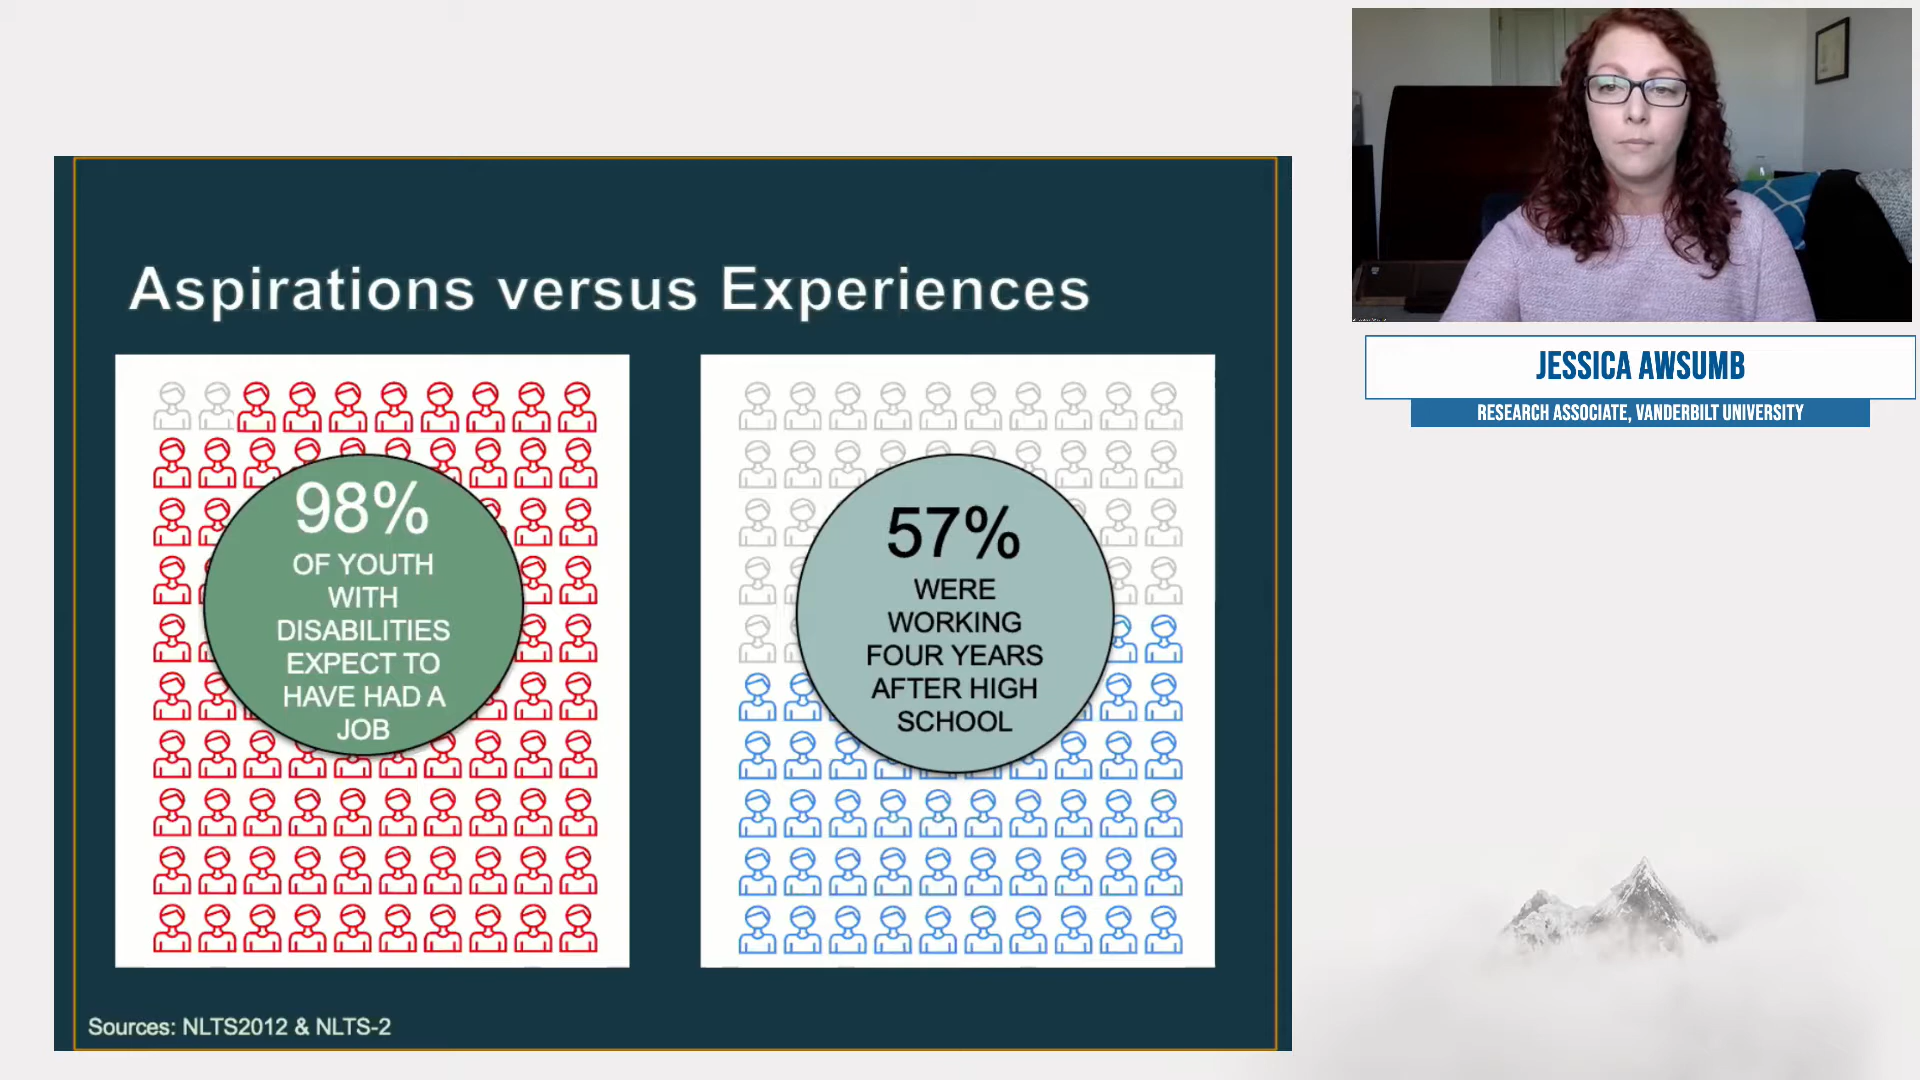 Aspirations versus Experiences
98%
OF YOUTH
WITH
DISABILITIES
EXPECT TO
HAVE HAD A
JOB
57%
WERE
WORKING
FOUR YEARS
AFTER HIGH
SCHOOL
Sources: NLTS2012 & NLTS-2
JESSICA AWSUMB
RESEARCH ASSOCIATE, VANDERBILT UNIVERSITY